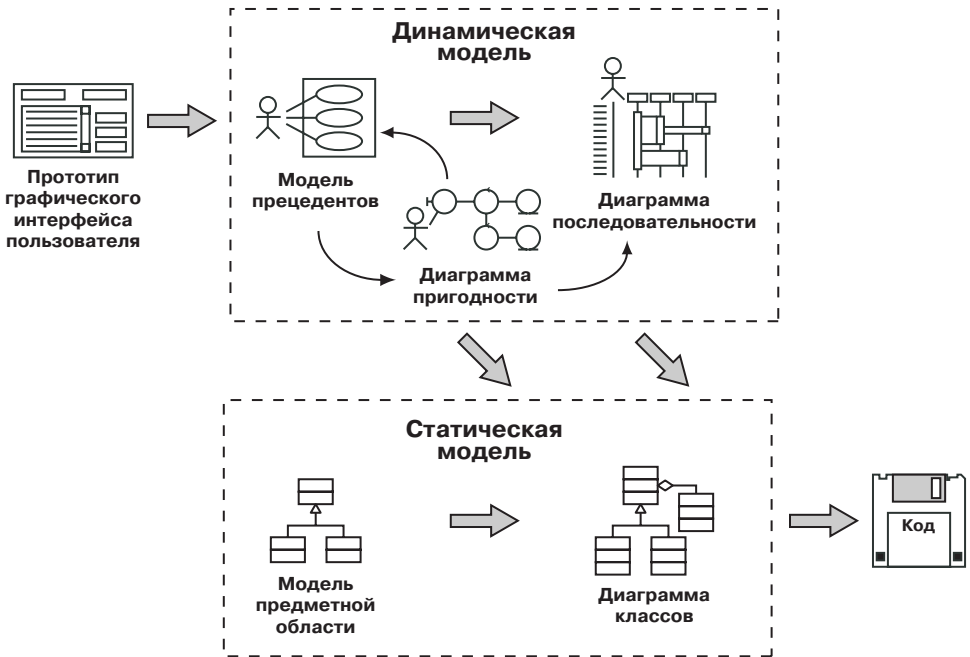 Динамическая
модель
Прототип
графического
интерфейса
пользователя
Модель
прецедентов
Диаграмма
последовательности
Диаграмма
пригодности
Статическая
модель
Код
Модель
предметной
области
Диаграмма
классов